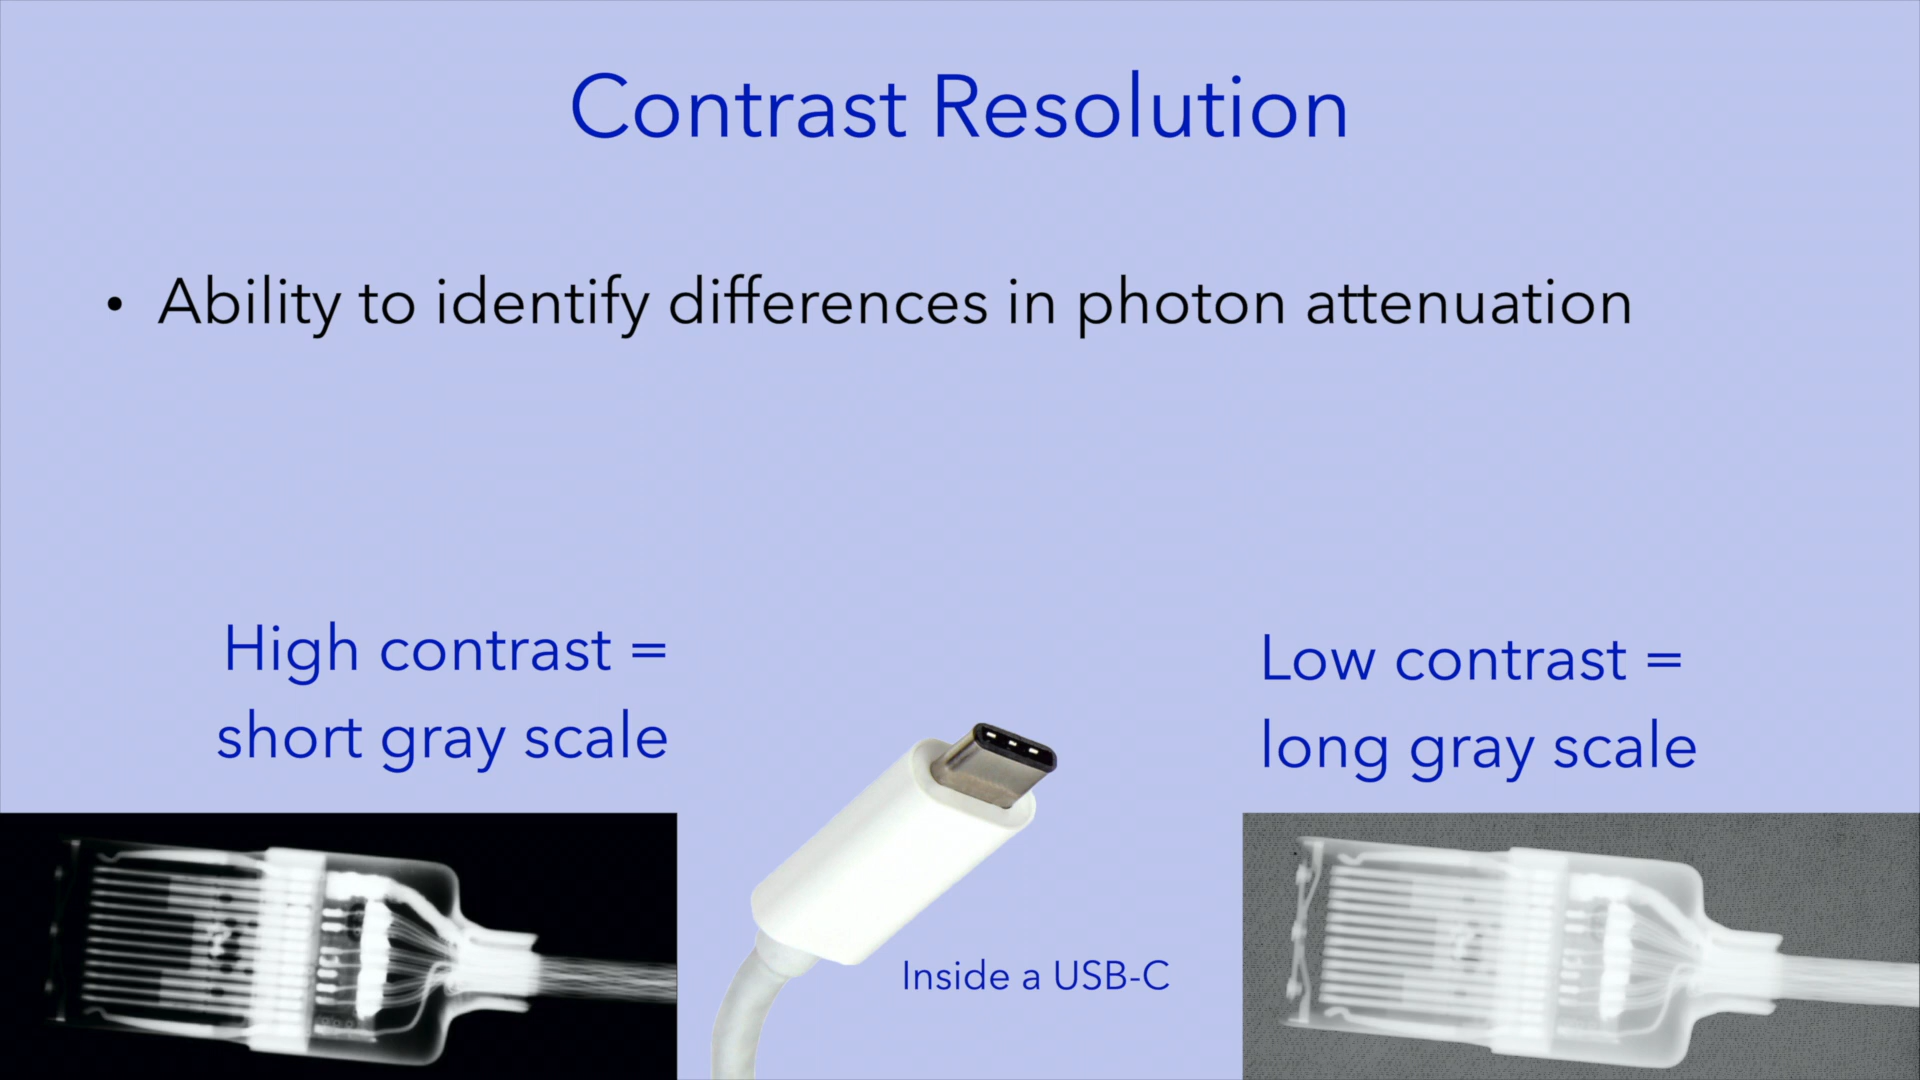 Contrast Resolution
• Ability to identify differences in photon attenuation
High contrast =
short gray scale
Low contrast =
long gray scale
Inside a USB-C